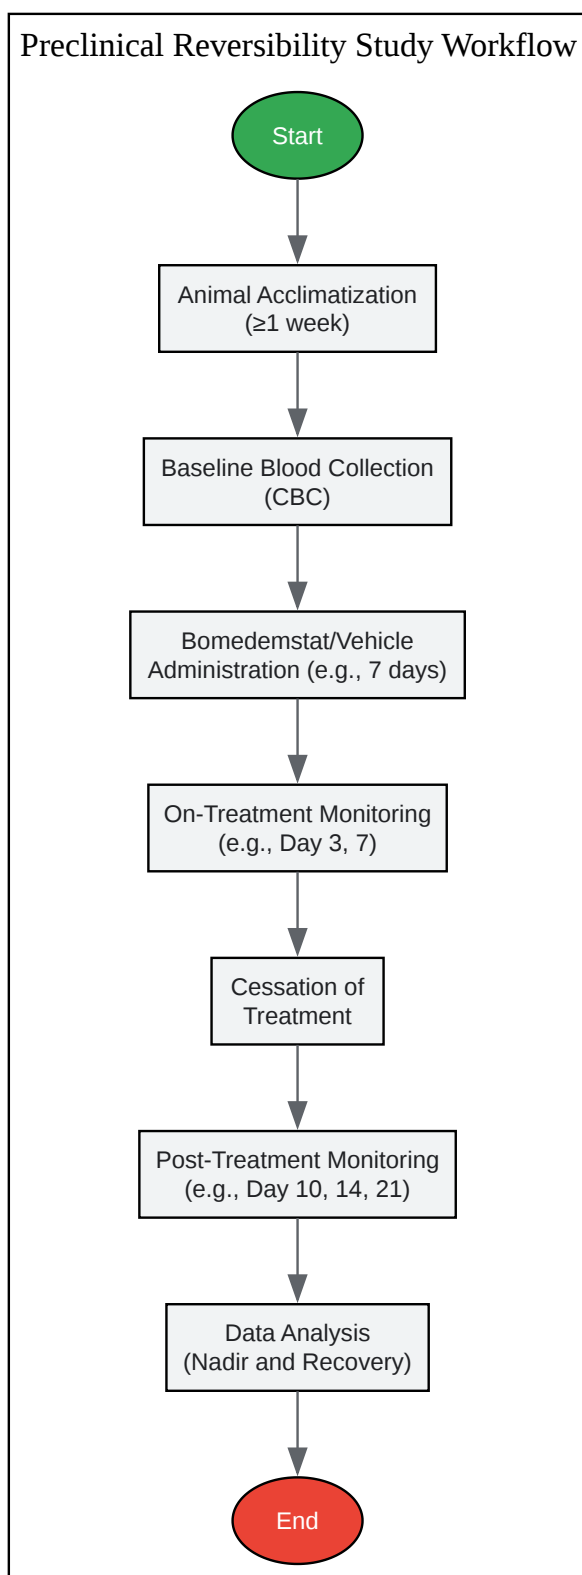 Preclinical Reversibility Study Workflow
Start
Animal Acclimatization
(≥1 week)
Baseline Blood Collection
(CBC)
Bomedemstat/Vehicle
Administration (e.g., 7 days)
On-Treatment Monitoring
(e.g., Day 3, 7)
Cessation of
Treatment
Post-Treatment Monitoring
(e.g., Day 10, 14, 21)
Data Analysis
(Nadir and Recovery)
End